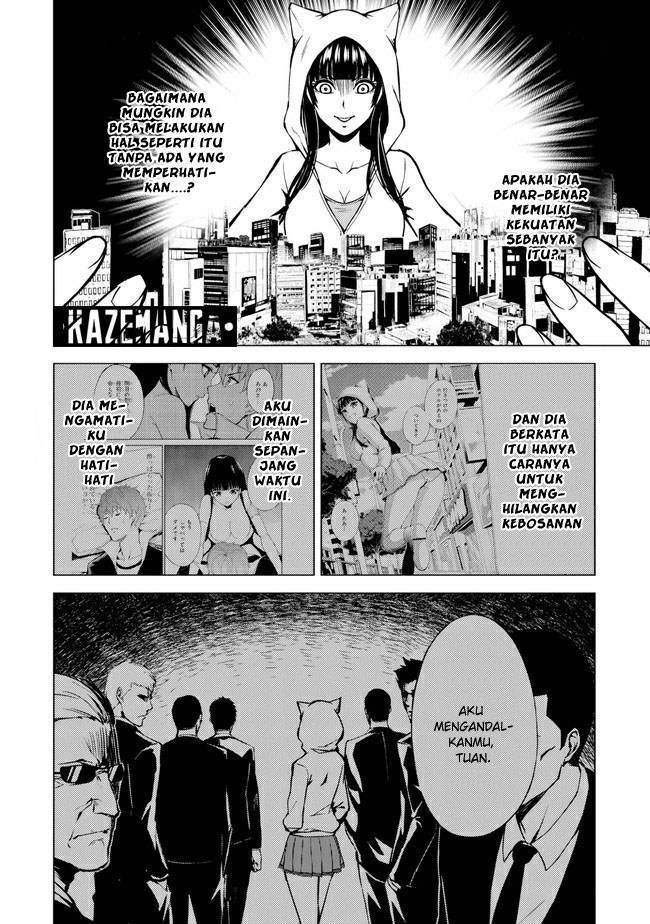 BAGAIMANA
MUNGKIN DIA
BISA MELAKUKAN
HAL SEPERTI ITU
TANPA ADA YANG
MEMPERHATI-
KAN....?
APAKAH DIA
BENAR-BENAR
MEMILIKI
KEKUATAN
SEBANYAK
ITU?
KAZEMANGA
DAN DIA
BERKATA
ITU HANYA
CARANYA
UNTUK
MENG-
HILANGKAN
KEBOSANAN
AKU
DIMAIN-
KAN
SEPAN-
JANG
WAKTU
INI.
DIA ME-
NGAMATI-
KU
DENGAN
HATI-
HATI
AKU
MENGANDAL-
KANMU,
TUAN.